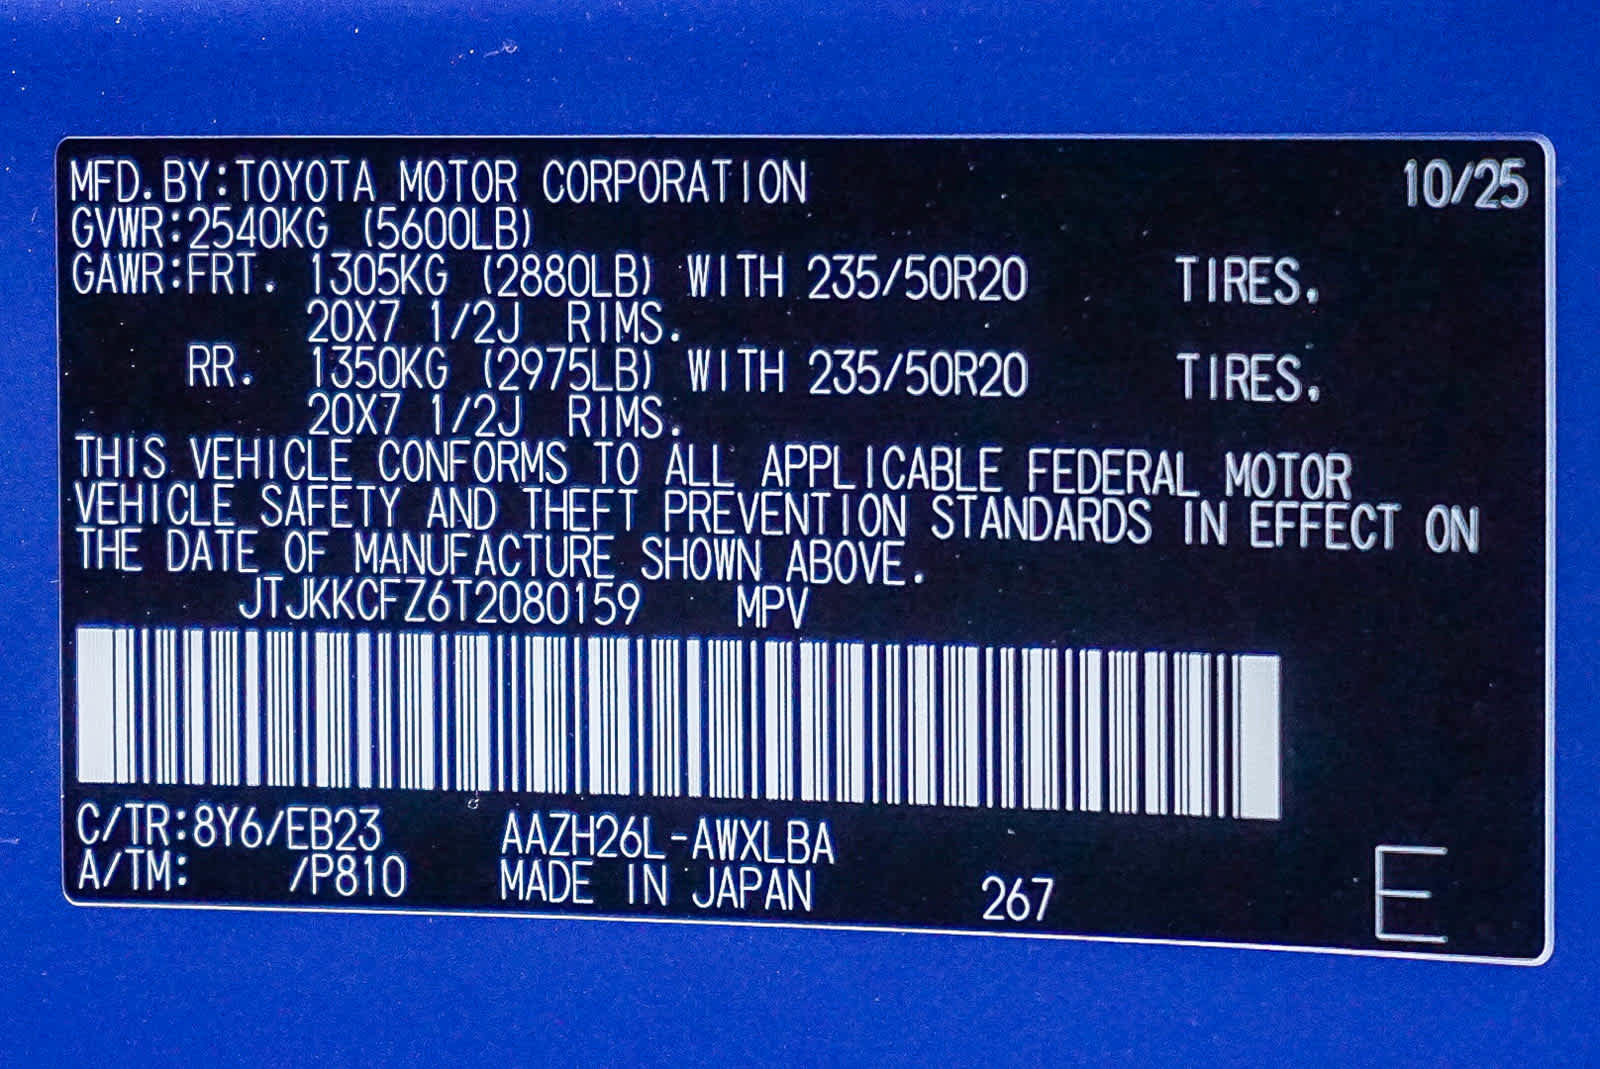 MFD.BY:TOYOTA MOTOR CORPORATION 10/25
GVWR:2540KG (5600LB)
GAWR:FRT. 1305KG (2880LB) WITH 235/50R20 TIRES.
20X7 1/2J RIMS.
RR. 1350KG (2975LB) WITH 235/50R20 TIRES.
20X7 1/2J RIMS.
THIS VEHICLE CONFORMS TO ALL APPLICABLE FEDERAL MOTOR
VEHICLE SAFETY AND THEFT PREVENTION STANDARDS IN EFFECT ON
THE DATE OF MANUFACTURE SHOWN ABOVE.
JTJKKCFZ6T2080159 MPV
C/TR:8Y6/EB23 AAZH26L-AWXLBA
A/TM: /P810 MADE IN JAPAN 267 E